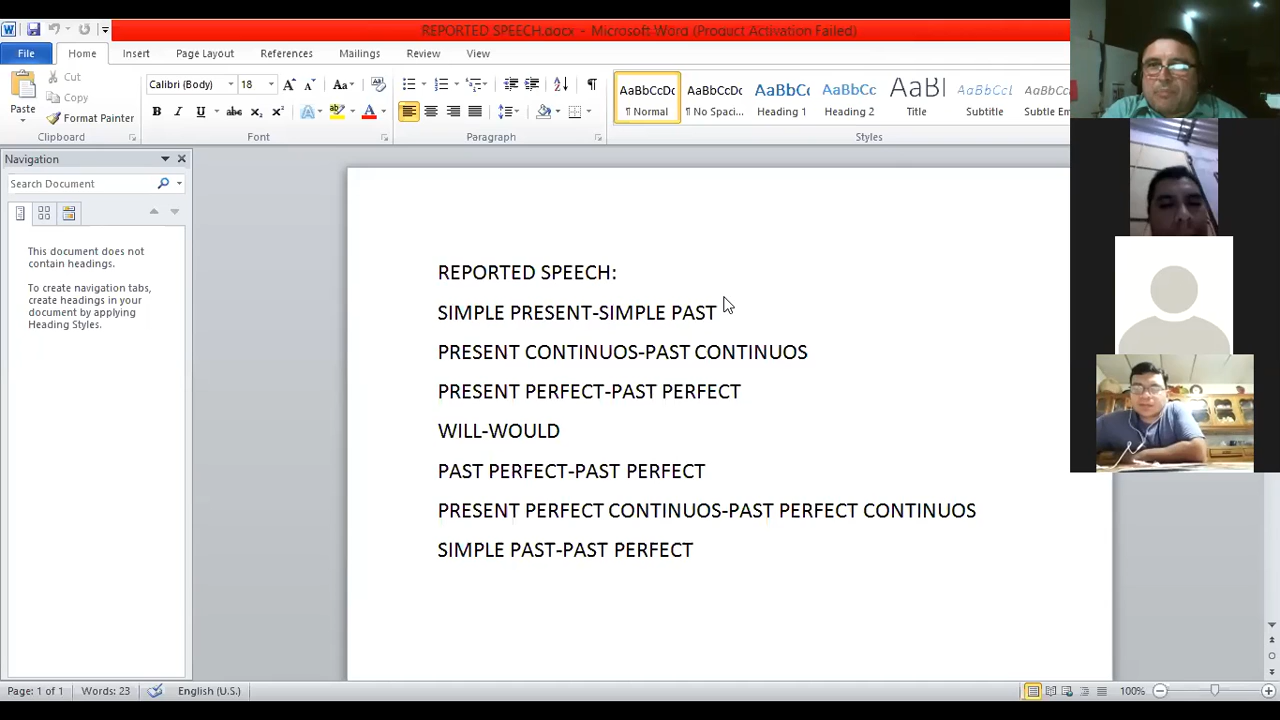 REPORTED SPEECH.docx - Microsoft Word (Product Activation Failed)
File Home Insert Page Layout References Mailings Review View
Paste
Cut
Copy
Format Painter
Clipboard
Calibri (Body) 18
Font
Paragraph
AaBbCcDc AaBbCcDc AaBbCc AaBbCc AaBb AaBbCcL AaBbCcL
¶ Normal ¶ No Spaci... Heading 1 Heading 2 Title Subtitle Subtle Em
Styles
Navigation
Search Document
This document does not
contain headings.
To create navigation tabs,
create headings in your
document by applying
Heading Styles.
REPORTED SPEECH:
SIMPLE PRESENT-SIMPLE PAST
PRESENT CONTINUOS-PAST CONTINUOS
PRESENT PERFECT-PAST PERFECT
WILL-WOULD
PAST PERFECT-PAST PERFECT
PRESENT PERFECT CONTINUOS-PAST PERFECT CONTINUOS
SIMPLE PAST-PAST PERFECT
Page: 1 of 1 Words: 23 English (U.S.) 100%